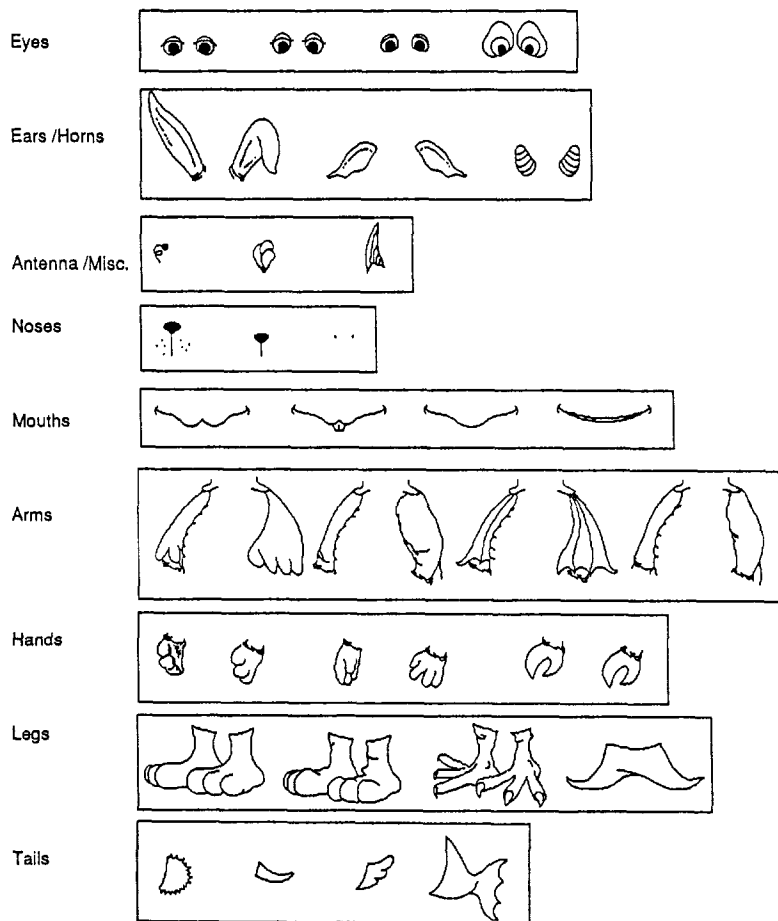 Eyes
Ears /Horns
Antenna /Misc.
Noses
Mouths
Arms
Hands
Legs
Tails